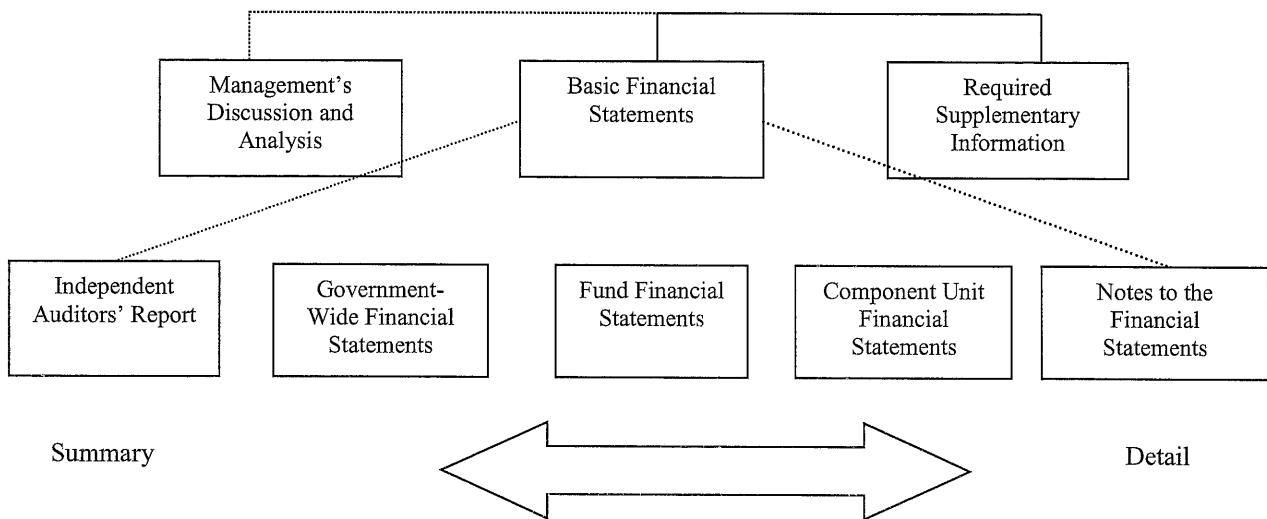 Management's
Discussion and
Analysis
Basic Financial
Statements
Required
Supplementary
Information
Independent
Auditors' Report
Government-
Wide Financial
Statements
Fund Financial
Statements
Component Unit
Financial
Statements
Notes to the
Financial
Statements
Summary
Detail